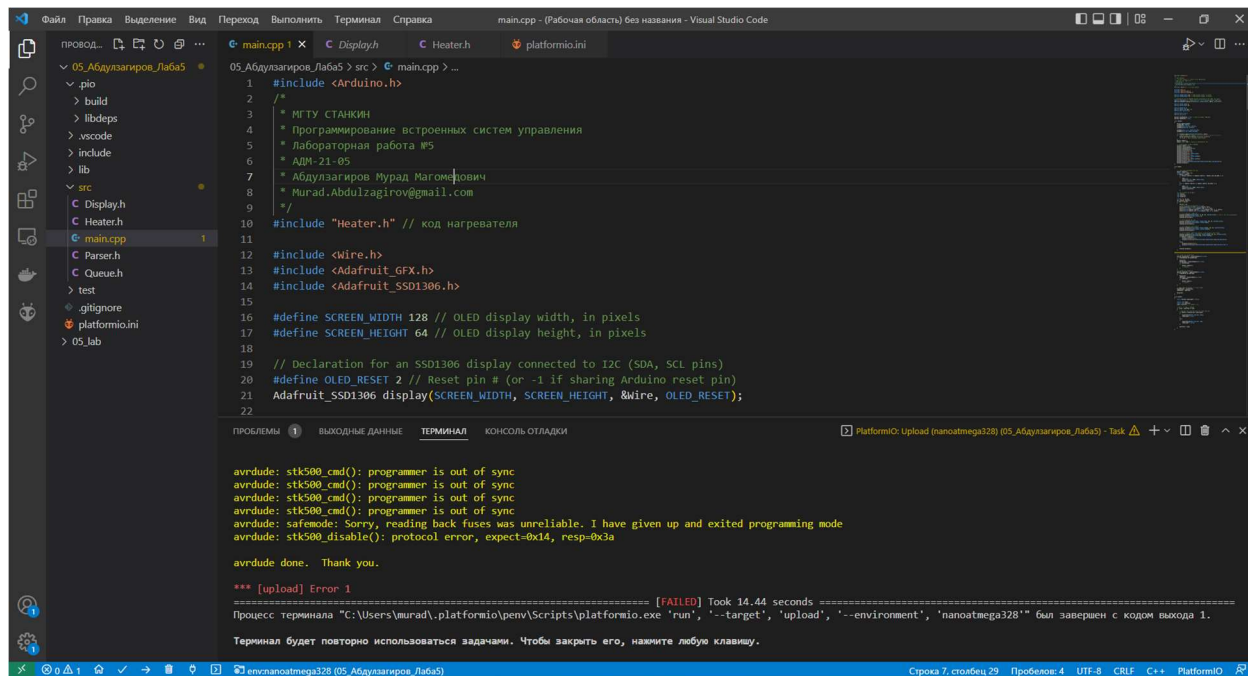 Файл Правка Выделение Вид Переход Выполнить Терминал Справка main.cpp - (Рабочая область) без названия - Visual Studio Code
ПРОВОД...
05_Абдулзагиров_Лаба5
.pio
build
libdeps
.vscode
include
lib
src
Display.h
Heater.h
main.cpp 1
Parser.h
Queue.h
test
.gitignore
platformio.ini
05_lab
main.cpp 1 Display.h Heater.h platformio.ini
05_Абдулзагиров_Лаба5 > src > main.cpp > ...
1 #include <Arduino.h>
2 /*
3 * МГТУ СТАНКИН
4 * Программирование встроенных систем управления
5 * Лабораторная работа №5
6 * АДМ-21-05
7 * Абдулзагиров Мурад Магомедович
8 * Murad.Abdulzagirov@gmail.com
9 */
10 #include "Heater.h" // код нагревателя
11
12 #include <Wire.h>
13 #include <Adafruit_GFX.h>
14 #include <Adafruit_SSD1306.h>
15
16 #define SCREEN_WIDTH 128 // OLED display width, in pixels
17 #define SCREEN_HEIGHT 64 // OLED display height, in pixels
18
19 // Declaration for an SSD1306 display connected to I2C (SDA, SCL pins)
20 #define OLED_RESET 2 // Reset pin # (or -1 if sharing Arduino reset pin)
21 Adafruit_SSD1306 display(SCREEN_WIDTH, SCREEN_HEIGHT, &Wire, OLED_RESET);
22
ПРОБЛЕМЫ 1 ВЫХОДНЫЕ ДАННЫЕ ТЕРМИНАЛ КОНСОЛЬ ОТЛАДКИ PlatformIO: Upload (nanoatmega328) (05_Абдулзагиров_Лаба5) - Task
avrdude: stk500_cmd(): programmer is out of sync
avrdude: stk500_cmd(): programmer is out of sync
avrdude: stk500_cmd(): programmer is out of sync
avrdude: stk500_cmd(): programmer is out of sync
avrdude: safemode: Sorry, reading back fuses was unreliable. I have given up and exited programming mode
avrdude: stk500_disable(): protocol error, expect=0x14, resp=0x3a
avrdude done. Thank you.
*** [upload] Error 1
[FAILED] Took 14.44 seconds
Процесс терминала "C:\Users\murad\.platformio\penv\Scripts\platformio.exe 'run', '--target', 'upload', '--environment', 'nanoatmega328'" был завершен с кодом выхода 1.
Терминал будет повторно использоваться задачами. Чтобы закрыть его, нажмите любую клавишу.
1
1
0 1 env:nanoatmega328 (05_Абдулзагиров_Лаба5) Строка 7, столбец 29 Пробелов: 4 UTF-8 CRLF C++ PlatformIO